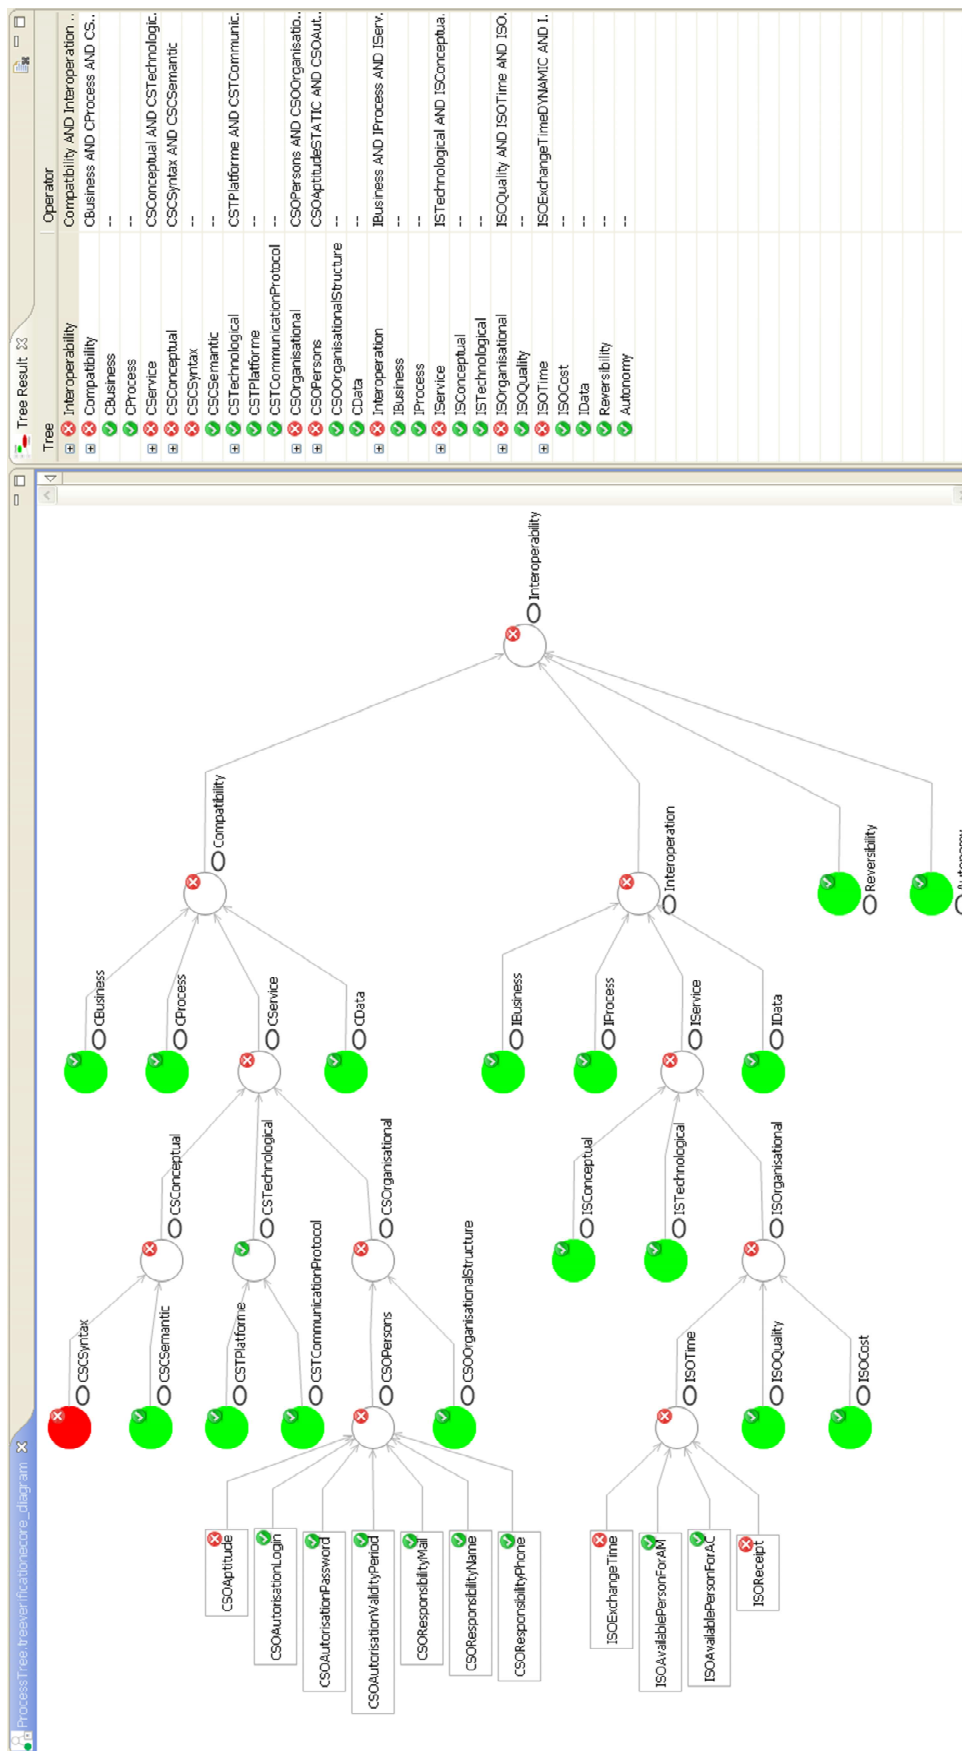 ProcessTree.treeverificationecore_diagram
CSOAptitude
CSOAutorisationLogin
CSOAutorisationPassword
CSOAutorisationValidityPeriod
CSOResponsibilityMail
CSOResponsibilityName
CSOResponsibilityPhone
ISOExchangeTime
ISOAvailablePersonForAM
ISOAvailablePersonForAC
ISOReceipt
CSCSyntax
CSCSemantic
CSTPlatforme
CSTCommunicationProtocol
CSOPersons
CSOOrganisationalStructure
ISOTime
ISOQuality
ISOCost
CSConceptual
CSTechnological
CSOrganisational
ISConceptual
ISTechnological
ISOrganisational
CBusiness
CProcess
CService
CData
IBusiness
IProcess
IService
IData
Compatibility
Interoperation
Reversibility
Interoperability
Tree Result
Tree Operator
Interoperability Compatibility AND Interoperation ..
Compatibility CBusiness AND CProcess AND CS..
CBusiness --
CProcess --
CService CSConceptual AND CSTechnologic..
CSConceptual CSCSyntax AND CSCSemantic
CSCSyntax --
CSCSemantic --
CSTechnological CSTPlatforme AND CSTCommunic..
CSTPlatforme --
CSTCommunicationProtocol --
CSOrganisational CSOPersons AND CSOOrganisatio..
CSOPersons CSOAptitudeSTATIC AND CSOAut..
CSOOrganisationalStructure --
CData --
Interoperation IBusiness AND IProcess AND IServ..
IBusiness --
IProcess --
IService ISTechnological AND ISConceptua..
ISConceptual --
ISTechnological --
ISOrganisational ISOQuality AND ISOTime AND ISO..
ISOQuality --
ISOTime ISOExchangeTimeDYNAMIC AND I..
ISOCost --
IData --
Reversibility --
Autonomy --